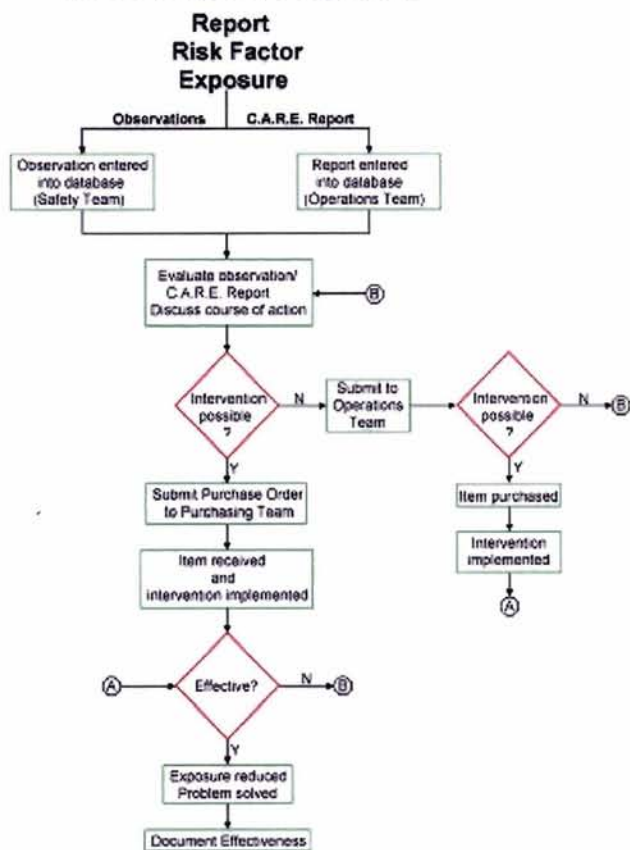 Report
Risk Factor
Exposure
Observations
C.A.R.E. Report
Observation entered
into database
(Safety Team)
Report entered
into database
(Operations Team)
Evaluate observation/
C.A.R.E. Report
Discuss course of action
B
Intervention
possible
?
N
Submit to
Operations
Team
Intervention
possible
?
N
B
Y
Submit Purchase Order
to Purchasing Team
Y
Item purchased
Item received
and
intervention implemented
Intervention
implemented
A
A
Effective?
N
B
Y
Exposure reduced
Problem solved
Document Effectiveness